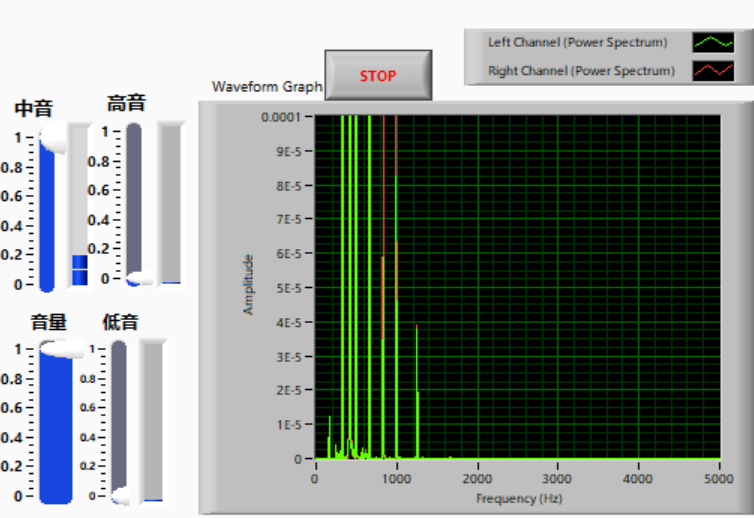 Left Channel (Power Spectrum)
Right Channel (Power Spectrum)
STOP
Waveform Graph
中音
高音
1
0.8
0.6
0.4
0.2
0
1
0.8
0.6
0.4
0.2
0
音量
低音
1
0.8
0.6
0.4
0.2
0
1
0.8
0.6
0.4
0.2
0
Amplitude
0.0001
9E-5
8E-5
7E-5
6E-5
5E-5
4E-5
3E-5
2E-5
1E-5
0
0 1000 2000 3000 4000 5000
Frequency (Hz)